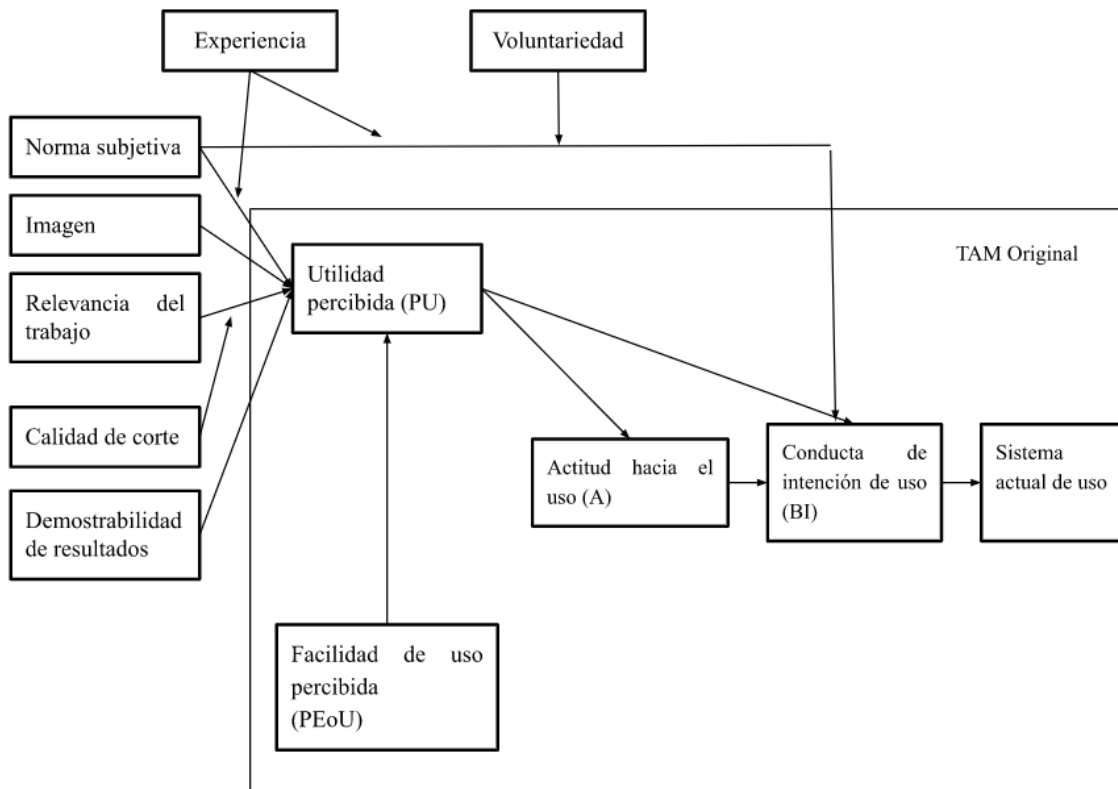 Experiencia
Voluntariedad
Norma subjetiva
Imagen
TAM Original
Utilidad
percibida (PU)
Relevancia del
trabajo
Calidad de corte
Actitud hacia el
uso (A)
Conducta de
intención de uso
(BI)
Sistema
actual de uso
Demostrabilidad
de resultados
Facilidad de uso
percibida
(PEoU)